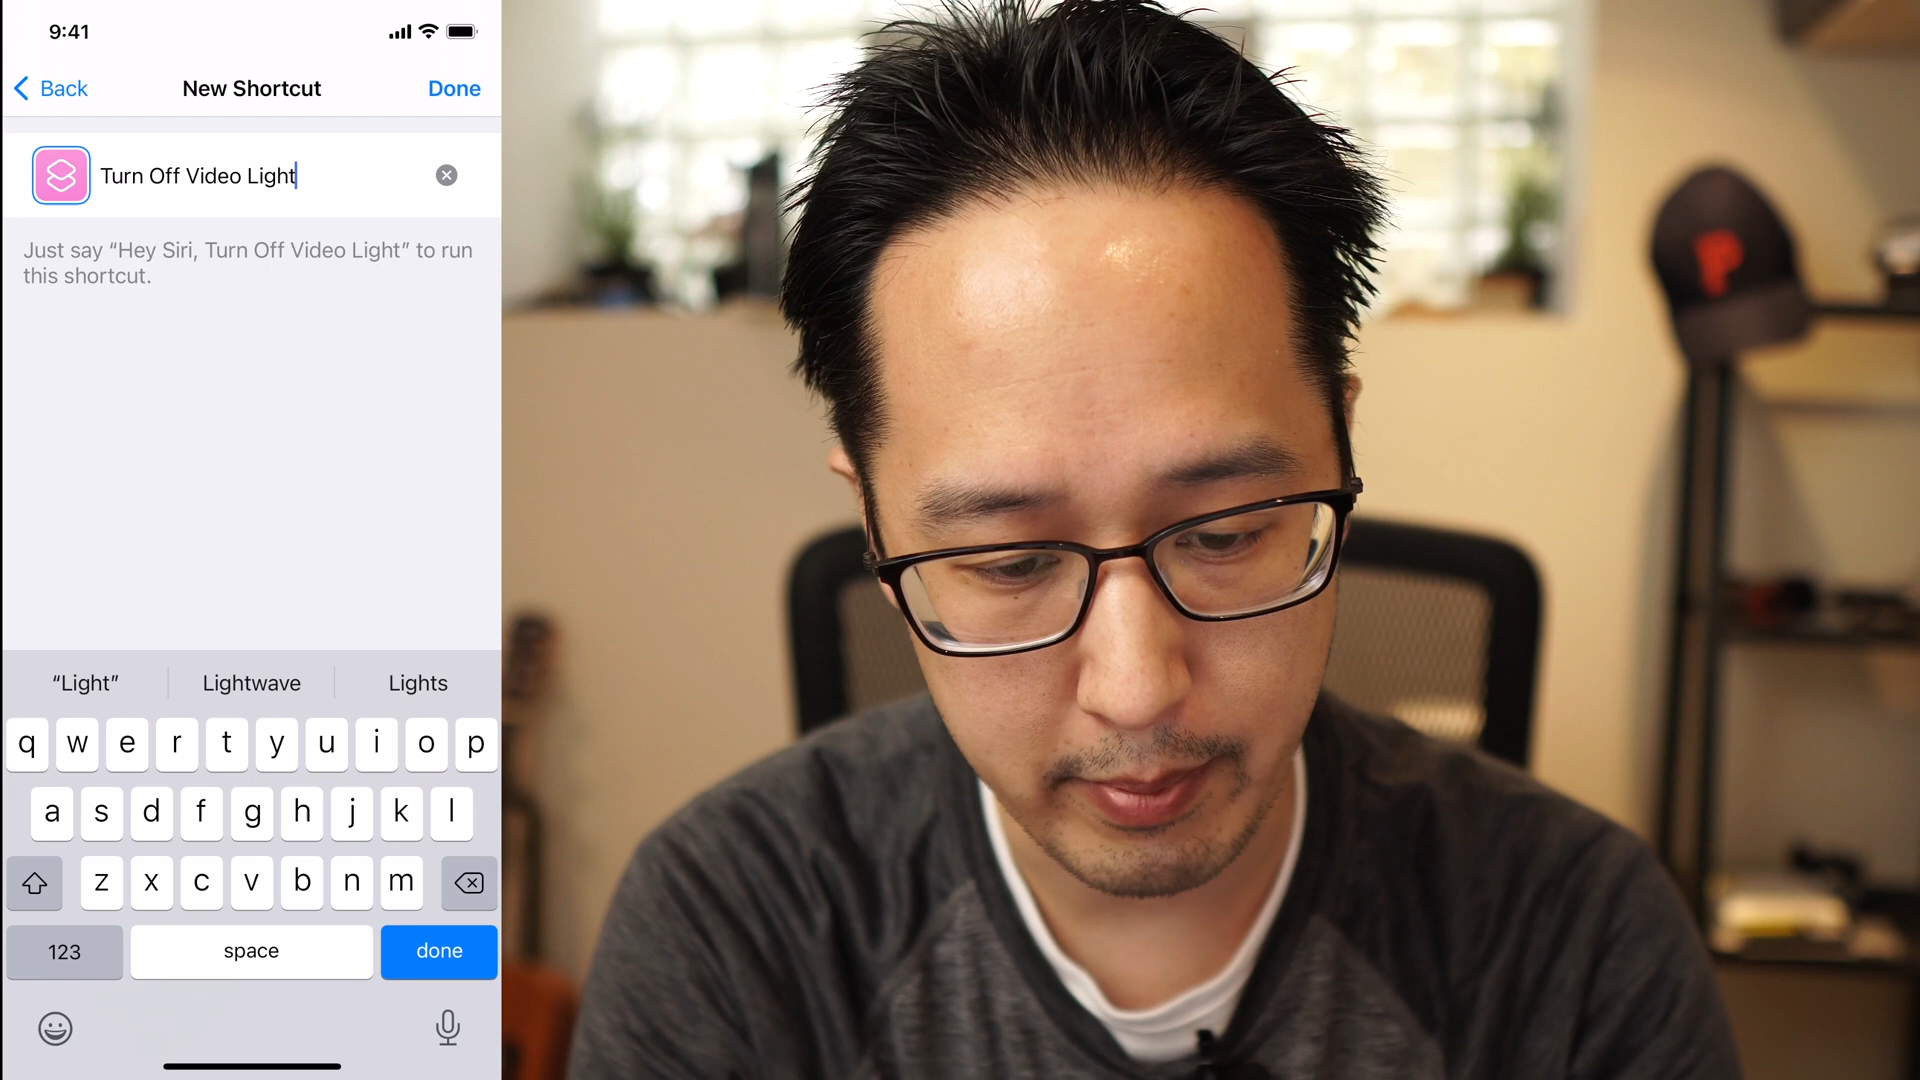 9:41
Back
New Shortcut
Done
Turn Off Video Light
Just say “Hey Siri, Turn Off Video Light” to run
this shortcut.
“Light”
Lightwave
Lights
q w e r t y u i o p
a s d f g h j k l
z x c v b n m
123
space
done
P